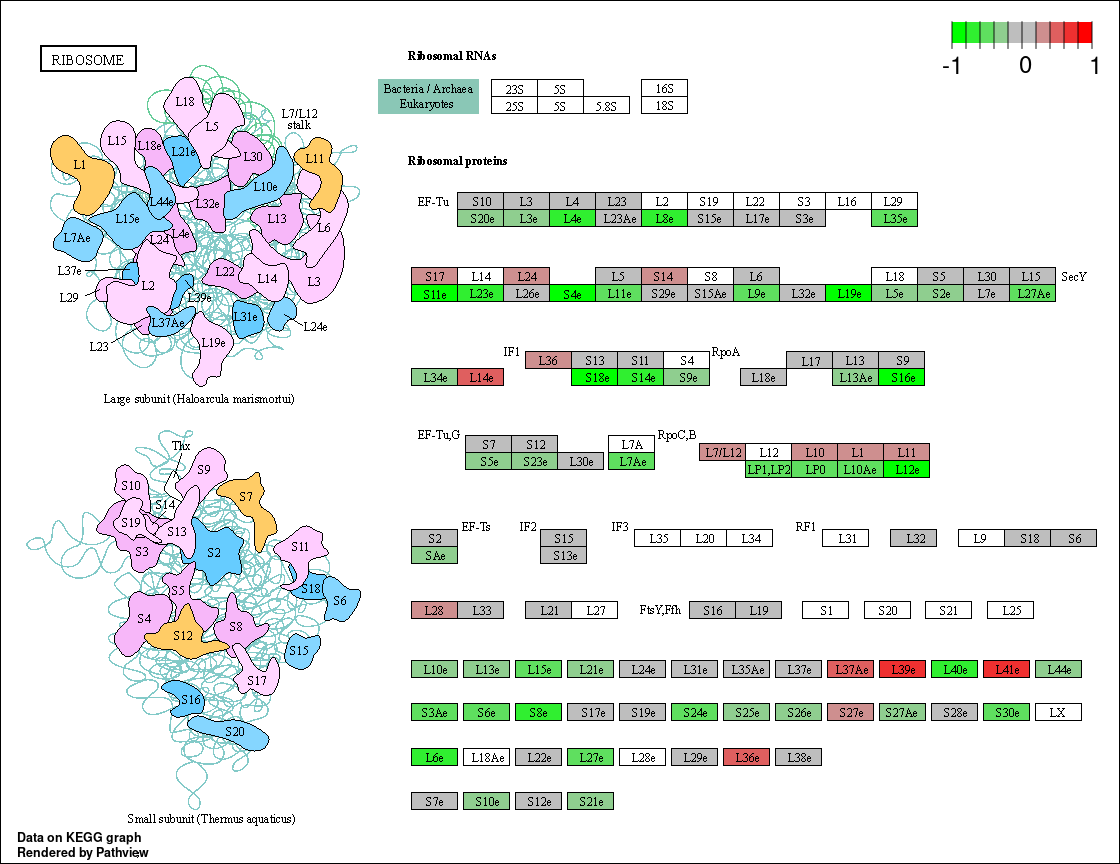 RIBOSOME
Ribosomal RNAs
-1 0 1
Bacteria / Archaea 23S 5S 16S
Eukaryotes 25S 5S 5.8S 18S
L18
L5
L7/L12
stalk
L15
L18e
L21e
L30
L11
L1
L10e
L44e
L32e
L15e
L13
L6
L7Ae
L24
L4e
L37e
L22
L14
L3
L2
L29
L39e
L37Ae
L31e
L24e
L23
L19e
Large subunit (Haloarcula marismortui)
Thx
S9
S10
S7
S14
S19
S13
S3
S2
S11
S5
S18
S6
S4
S12
S8
S15
S17
S16
S20
Small subunit (Thermus aquaticus)
Ribosomal proteins
EF-Tu S10 L3 L4 L23 L2 S19 L22 S3 L16 L29
S20e L3e L4e L23Ae L8e S15e L17e S3e L35e
S17 L14 L24 L5 S14 S8 L6 L18 S5 L30 L15 SecY
S11e L23e L26e S4e L11e S29e S15Ae L9e L32e L19e L5e S2e L7e L27Ae
IF1 L36 S13 S11 S4 RpoA L17 L13 S9
L34e L14e S18e S14e S9e L18e L13Ae S16e
EF-Tu,G S7 S12 L7A RpoC,B L7/L12 L12 L10 L1 L11
S5e S23e L30e L7Ae LP1,LP2 LP0 L10Ae L12e
S2 EF-Ts IF2 S15 IF3 L35 L20 L34 RF1 L31 L32 L9 S18 S6
SAe S13e
L28 L33 L21 L27 FtsY,Ffh S16 L19 S1 S20 S21 L25
L10e L13e L15e L21e L24e L31e L35Ae L37e L37Ae L39e L40e L41e L44e
S3Ae S6e S8e S17e S19e S24e S25e S26e S27e S27Ae S28e S30e LX
L6e L18Ae L22e L27e L28e L29e L36e L38e
S7e S10e S12e S21e
Data on KEGG graph
Rendered by Pathview